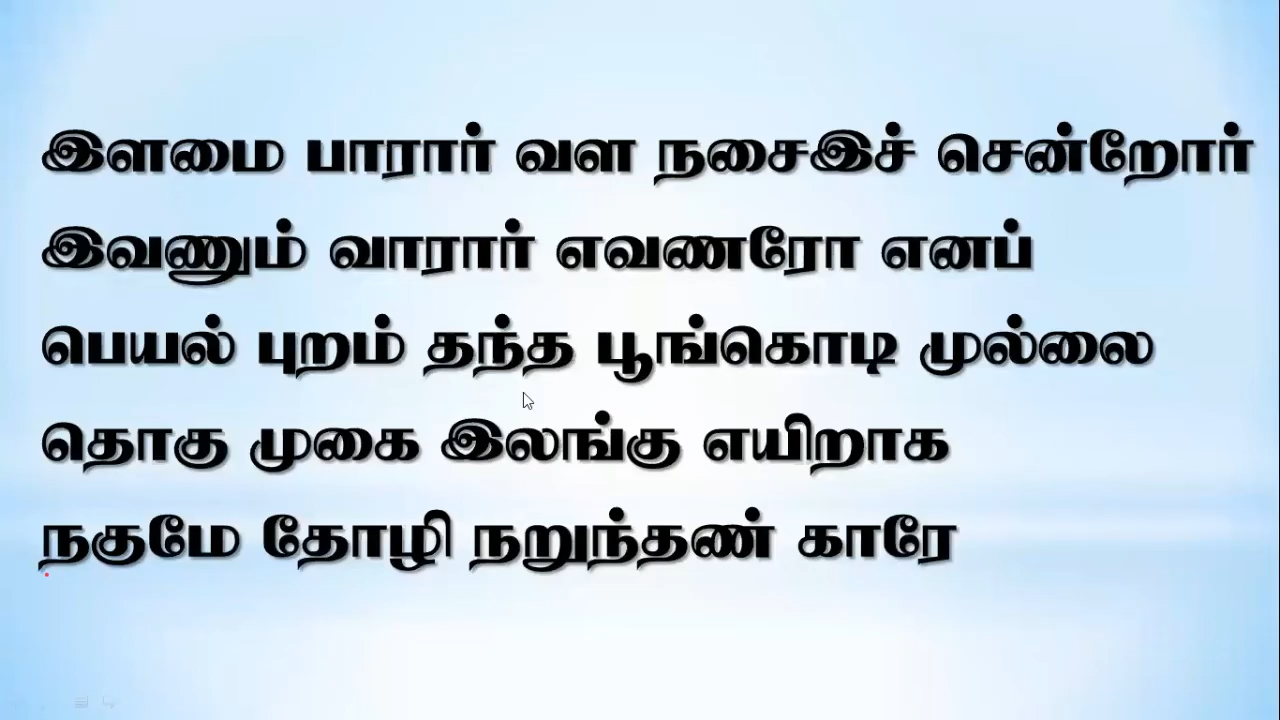 இளமை பாரார் வள நசைஇச் சென்றோர்
இவணும் வாரார் எவணரோ எனப்
பெயல் புறம் தந்த பூங்கொடி முல்லை
தொகு முகை இலங்கு எயிறாக
நகுமே தோழி நறுந்தண் காரே